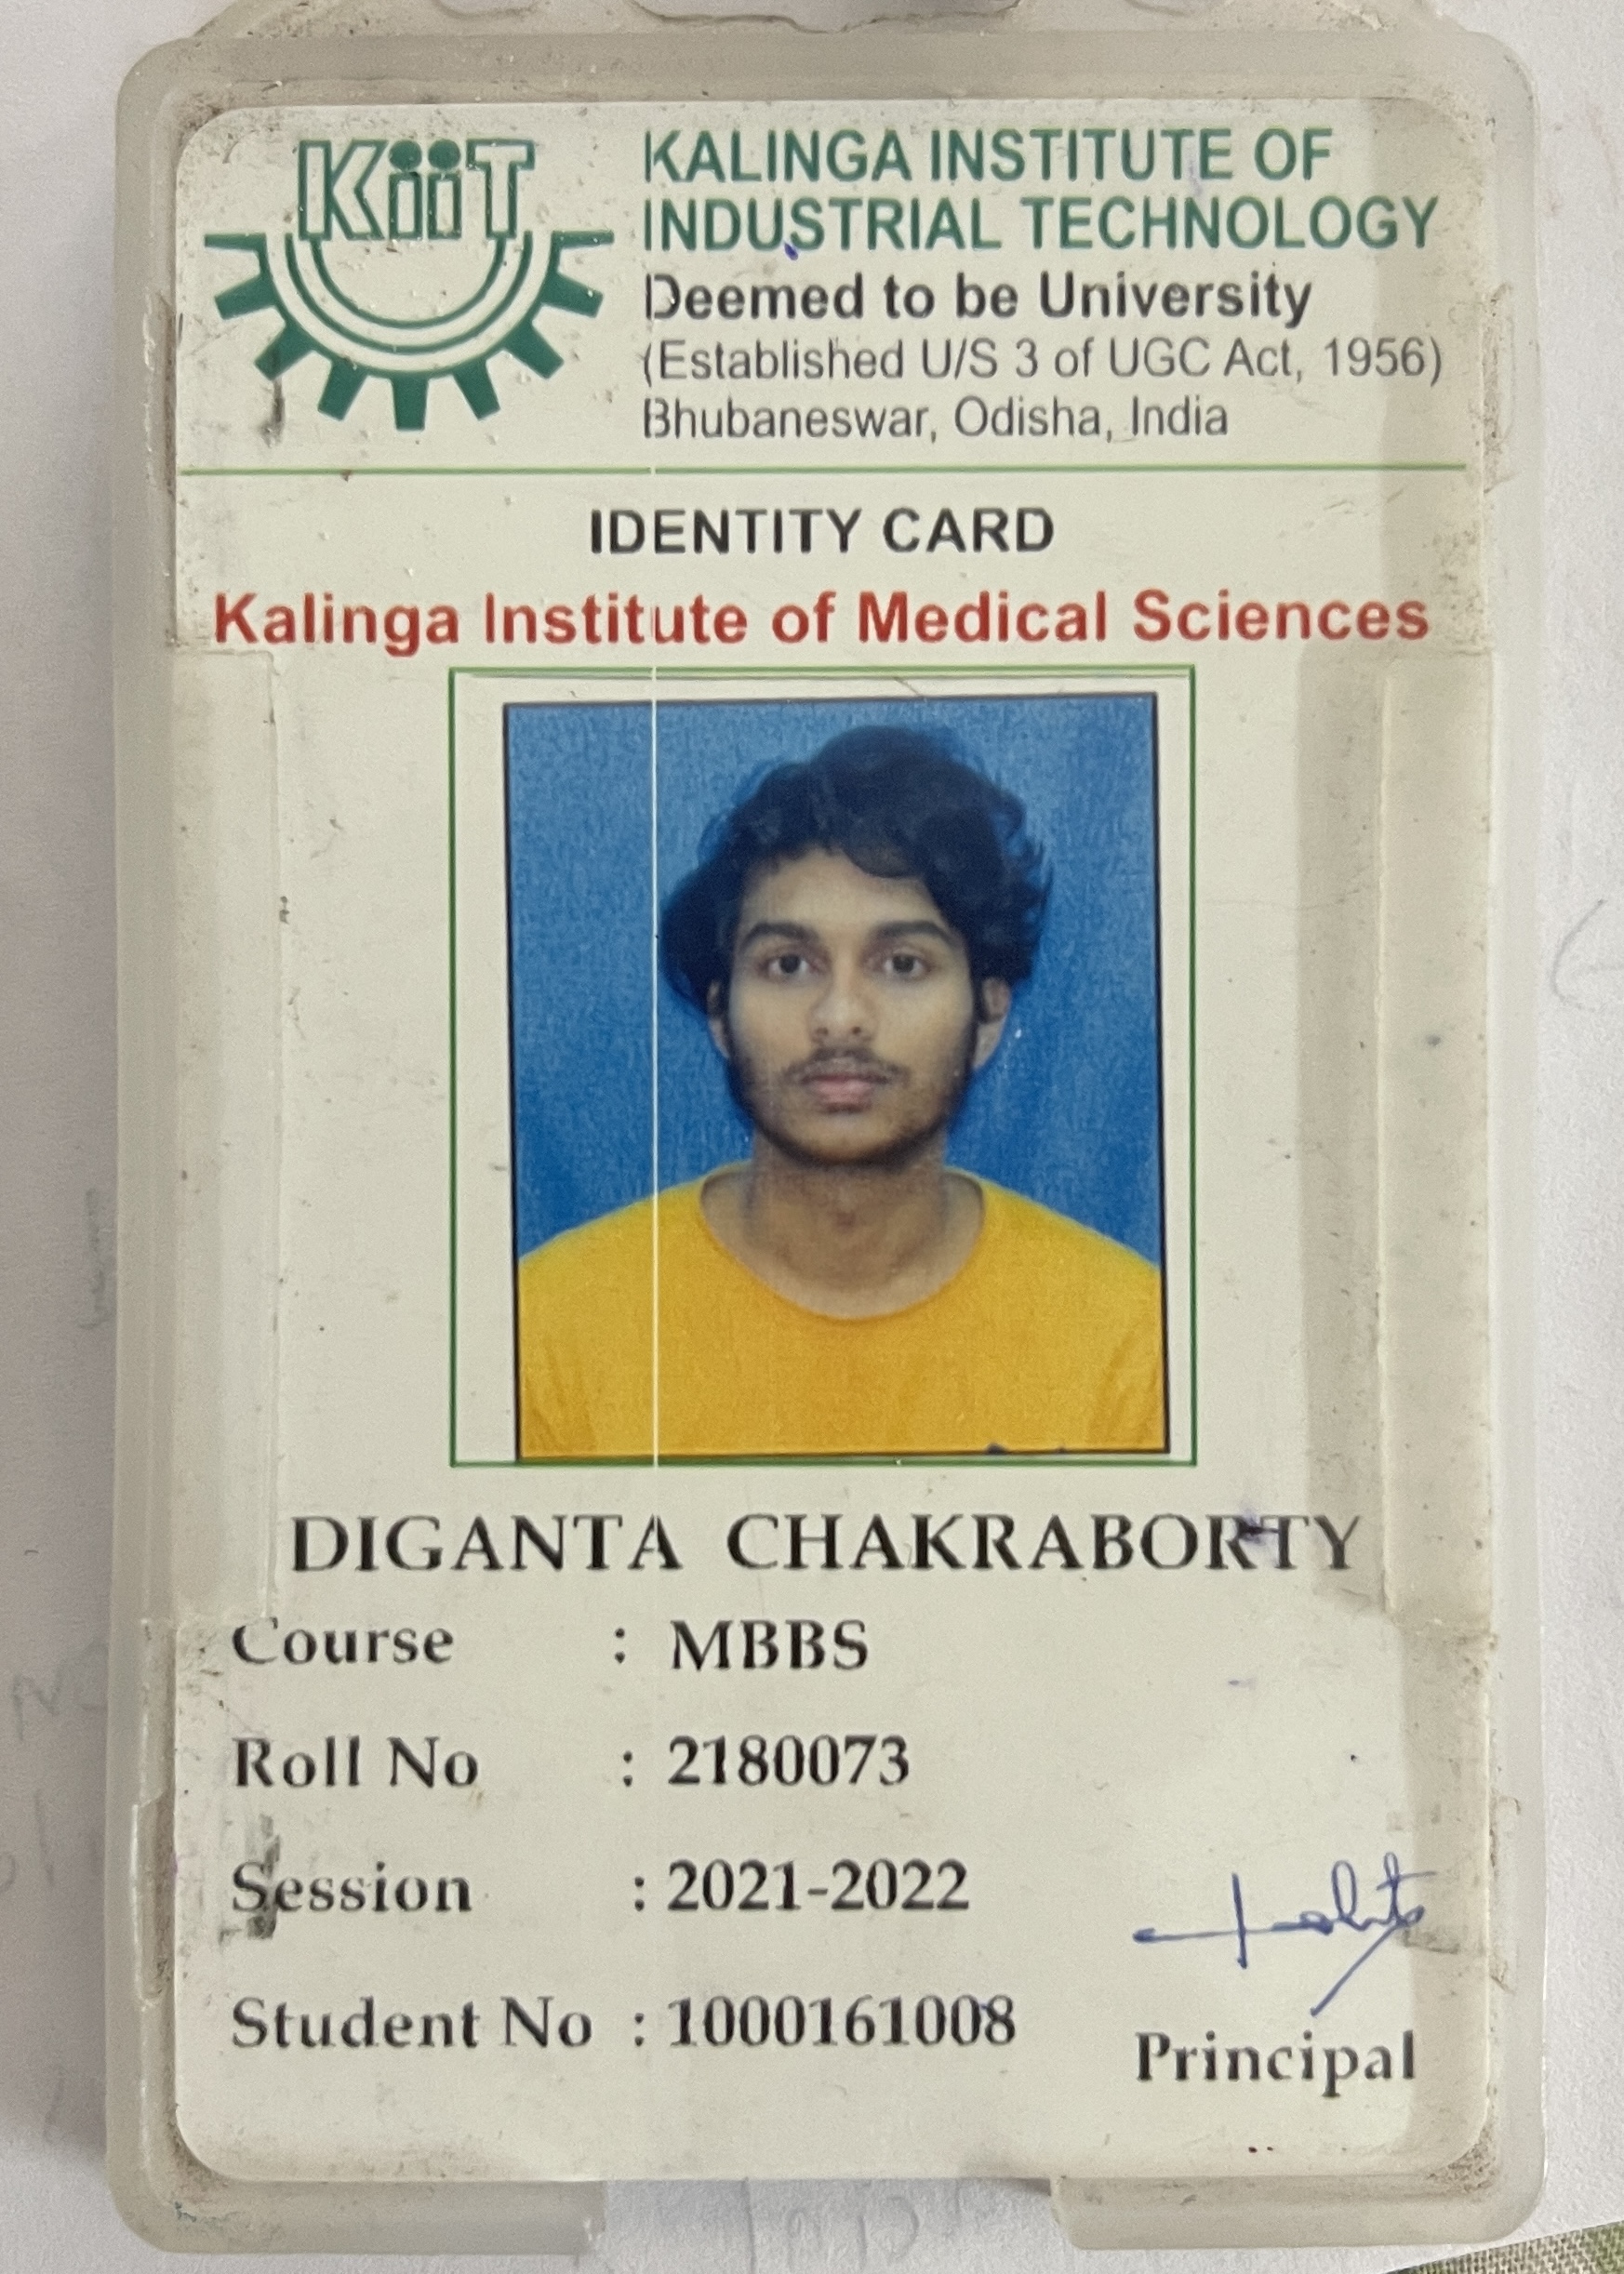 KiiT
KALINGA INSTITUTE OF
INDUSTRIAL TECHNOLOGY
Deemed to be University
(Established U/S 3 of UGC Act, 1956)
Bhubaneswar, Odisha, India
IDENTITY CARD
Kalinga Institute of Medical Sciences
DIGANTA CHAKRABORTY
Course : MBBS
Roll No : 2180073
Session : 2021-2022
Student No : 1000161008
Principal